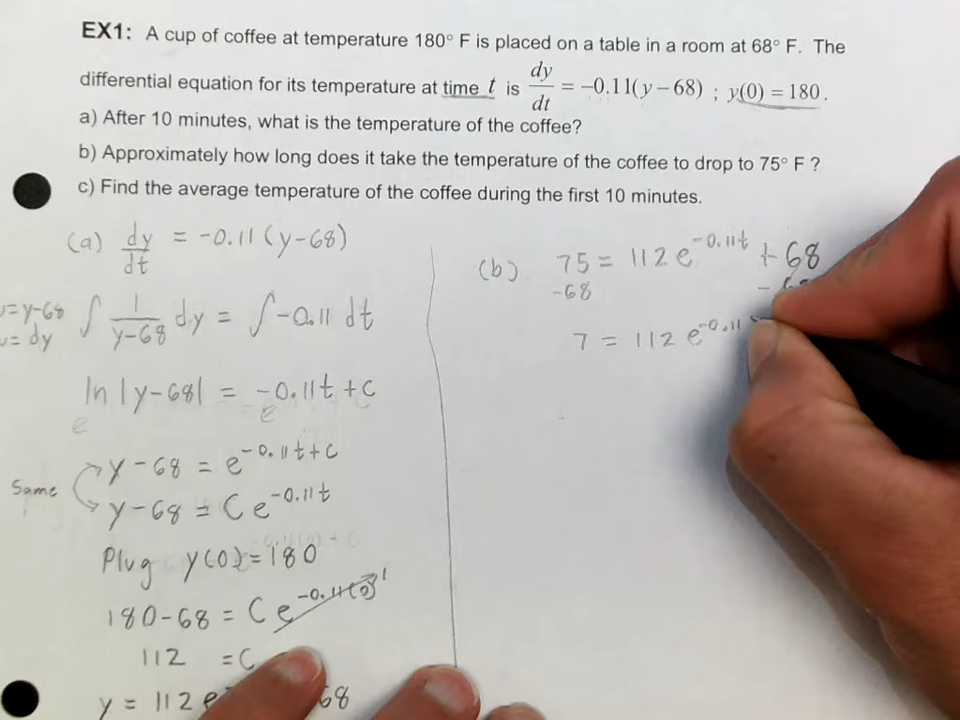 EX1: A cup of coffee at temperature 180° F is placed on a table in a room at 68° F. The
differential equation for its temperature at time t is dy/dt = −0.11(y − 68) ; y(0) = 180.
a) After 10 minutes, what is the temperature of the coffee?
b) Approximately how long does it take the temperature of the coffee to drop to 75° F ?
c) Find the average temperature of the coffee during the first 10 minutes.
(a) dy/dt = -0.11 (y-68)
=y-68 ∫ 1/(y-68) dy = ∫-0.11 dt
= dy
ln |y-68| = -0.11t + C
e e
y-68 = e^(-0.11t+C)
Same
y-68 = Ce^(-0.11t)
Plug y(0)=180
180-68 = Ce^(-0.11(0)) 1
112 = C
y = 112e 68
(b) 75 = 112e^(-0.11t) + 68
-68 -
7 = 112e^(-0.11